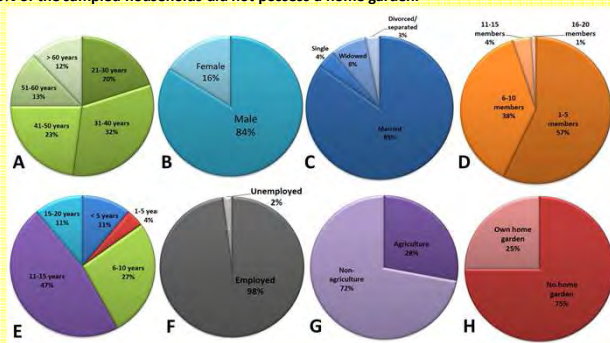 of the sampled households did not possess a home garden.
> 60 years
12%
21-30 years
20%
51-60 years
13%
41-50 years
23%
31-40 years
32%
A
Female
16%
Male
84%
B
Divorced/
separated
3%
Single
4%
Widowed
8%
Married
C
11-15
members
4%
16-20
members
1%
6-10
members
38%
1-5
members
57%
D
15-20 years
11%
< 5 years
11%
1-5 yea
4%
6-10 years
27%
11-15 years
47%
E
Unemployed
2%
Employed
98%
F
Agriculture
28%
Non-
agriculture
72%
G
Own home
garden
25%
No home
garden
75%
H